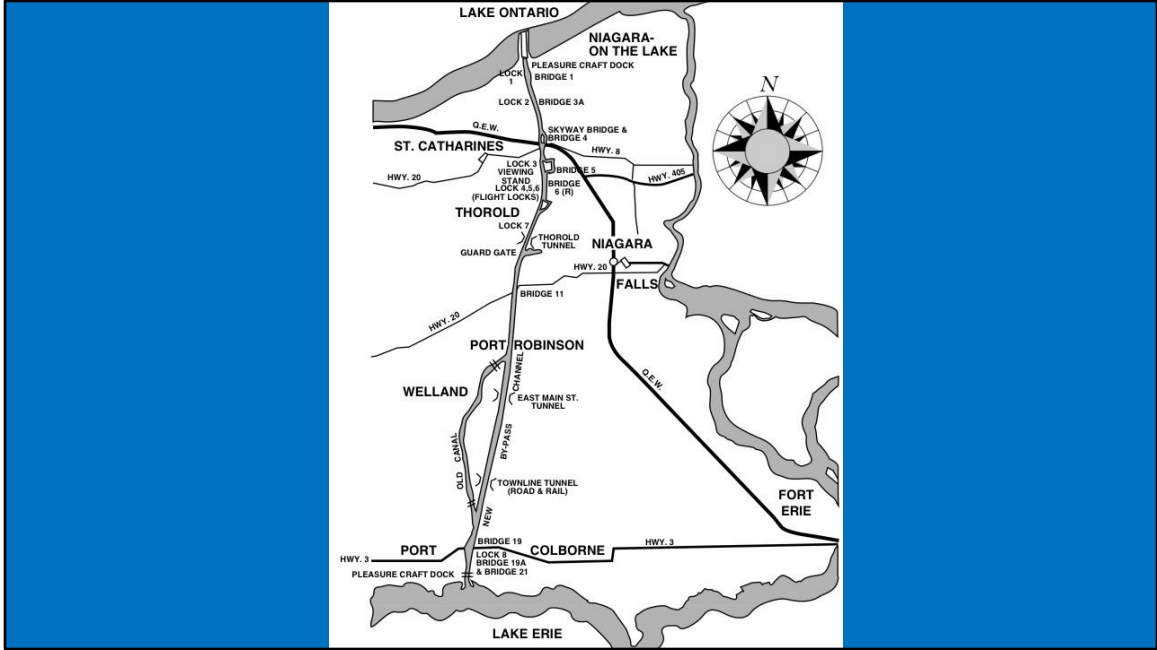 LAKE ONTARIO
NIAGARA-
ON THE LAKE
PLEASURE CRAFT DOCK
LOCK
1
BRIDGE 1
LOCK 2
BRIDGE 3A
N
Q.E.W.
SKYWAY BRIDGE &
BRIDGE 4
ST. CATHARINES
HWY. 8
LOCK 3
VIEWING
STAND
BRIDGE 5
HWY. 20
HWY. 405
LOCK 4,5,6
(FLIGHT LOCKS)
BRIDGE
6 (R)
THOROLD
LOCK 7
THOROLD
TUNNEL
NIAGARA
GUARD GATE
HWY. 20
FALLS
BRIDGE 11
HWY. 20
PORT ROBINSON
CHANNEL
Q.E.W.
WELLAND
EAST MAIN ST.
TUNNEL
BY-PASS
OLD CANAL
TOWNLINE TUNNEL
(ROAD & RAIL)
FORT
ERIE
NEW
BRIDGE 19
HWY. 3
PORT
COLBORNE
HWY. 3
LOCK 8
BRIDGE 19A
& BRIDGE 21
PLEASURE CRAFT DOCK
LAKE ERIE